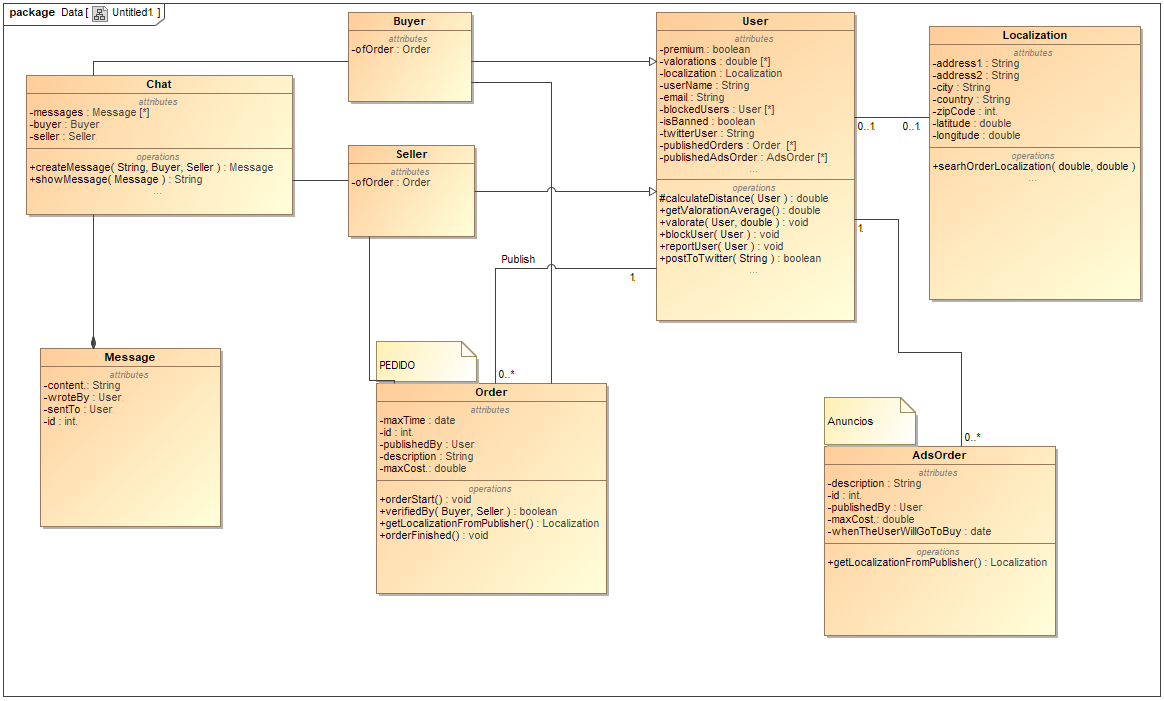 package Data [ Untitled1 ]
Buyer
attributes
-ofOrder : Order
User
attributes
-premium : boolean
-valorations : double [*]
-localization : Localization
-userName : String
-email : String
-blockedUsers : User [*]
-isBanned : boolean
-twitterUser : String
-publishedOrders : Order [*]
-publishedAdsOrder : AdsOrder [*]
...
operations
#calculateDistance( User ) : double
+getValorationAverage() : double
+valorate( User, double ) : void
+blockUser( User ) : void
+reportUser( User ) : void
+postToTwitter( String ) : boolean
...
Localization
attributes
-address1 : String
-address2 : String
-city : String
-country : String
-zipCode : int
-latitude : double
-longitude : double
operations
+searhOrderLocalization( double, double )
...
0..1
0..1
Chat
attributes
-messages : Message [*]
-buyer : Buyer
-seller : Seller
operations
+createMessage( String, Buyer, Seller ) : Message
+showMessage( Message ) : String
...
Seller
attributes
-ofOrder : Order
1
Publish
1
0..*
Message
attributes
-content : String
-wroteBy : User
-sentTo : User
-id : int
PEDIDO
Order
attributes
-maxTime : date
-id : int
-publishedBy : User
-description : String
-maxCost : double
operations
+orderStart() : void
+verifiedBy( Buyer, Seller ) : boolean
+getLocalizationFromPublisher() : Localization
+orderFinished() : void
Anuncios
0..*
AdsOrder
attributes
-description : String
-id : int
-publishedBy : User
-maxCost : double
-whenTheUserWillGoToBuy : date
operations
+getLocalizationFromPublisher() : Localization